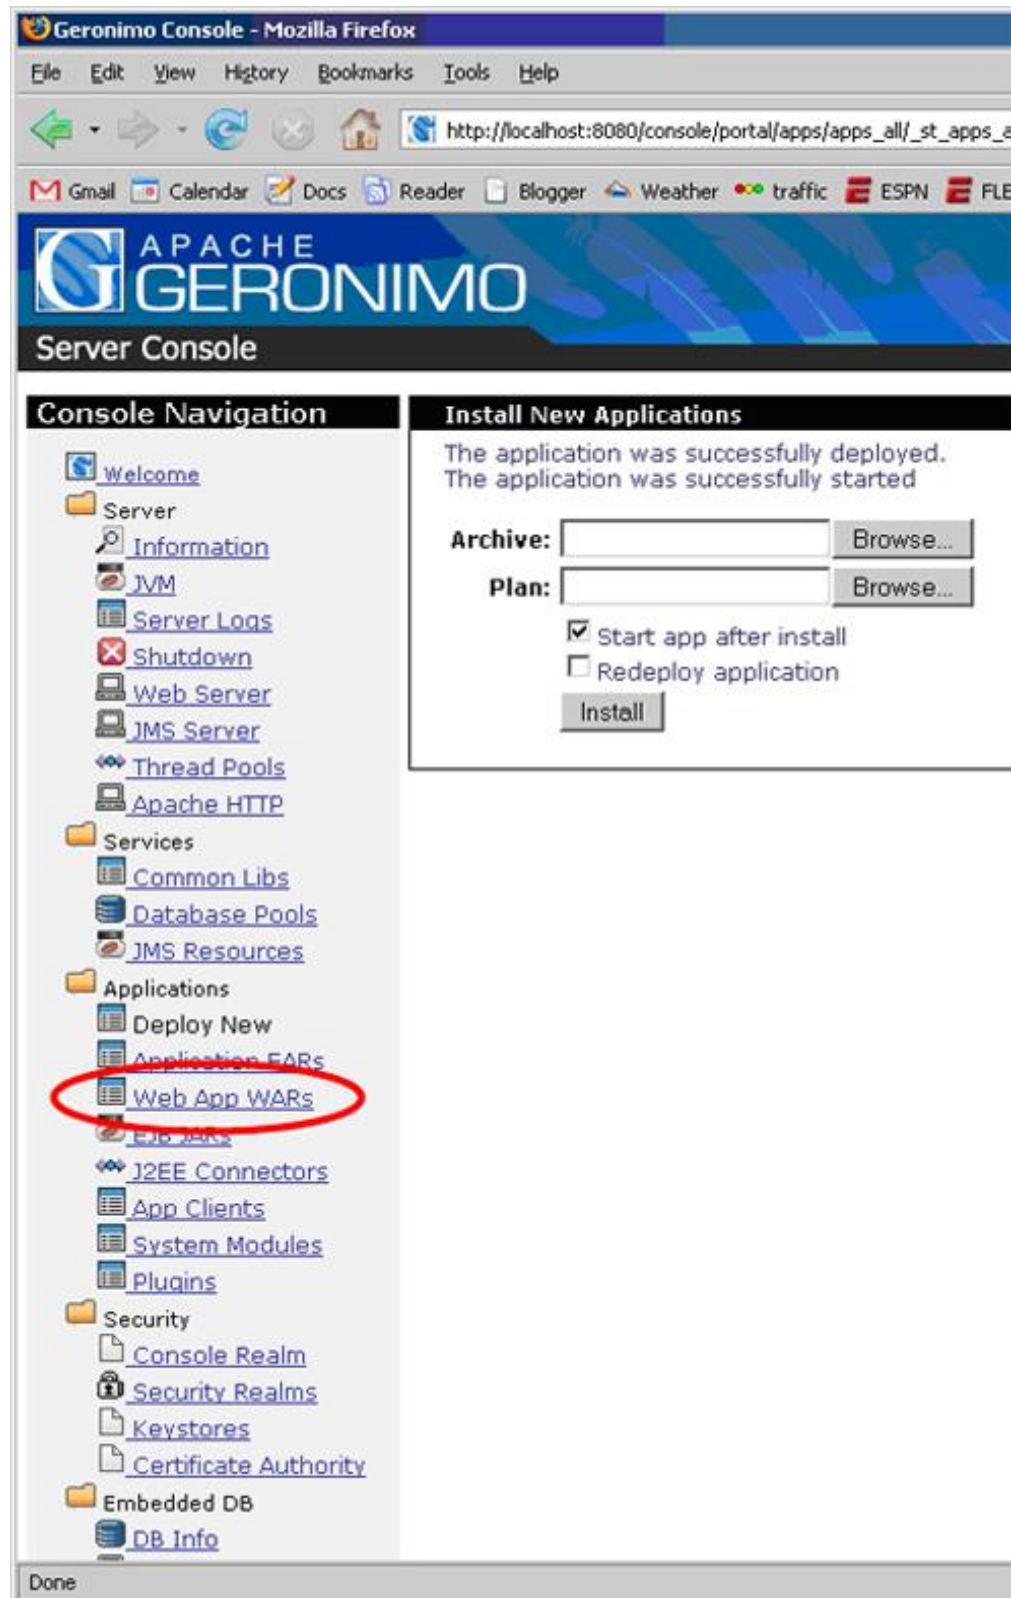 Geronimo Console - Mozilla Firefox
File Edit View History Bookmarks Tools Help
http://localhost:8080/console/portal/apps/apps_all/_st_apps_a
Gmail Calendar Docs Reader Blogger Weather traffic ESPN FLE
APACHE
GERONIMO
Server Console
Console Navigation
Welcome
Server
Information
JVM
Server Logs
Shutdown
Web Server
JMS Server
Thread Pools
Apache HTTP
Services
Common Libs
Database Pools
JMS Resources
Applications
Deploy New
Application EARs
Web App WARs
EJB JARs
J2EE Connectors
App Clients
System Modules
Plugins
Security
Console Realm
Security Realms
Keystores
Certificate Authority
Embedded DB
DB Info
Install New Applications
The application was successfully deployed.
The application was successfully started
Archive: Browse...
Plan: Browse...
Start app after install
Redeploy application
Install
Done